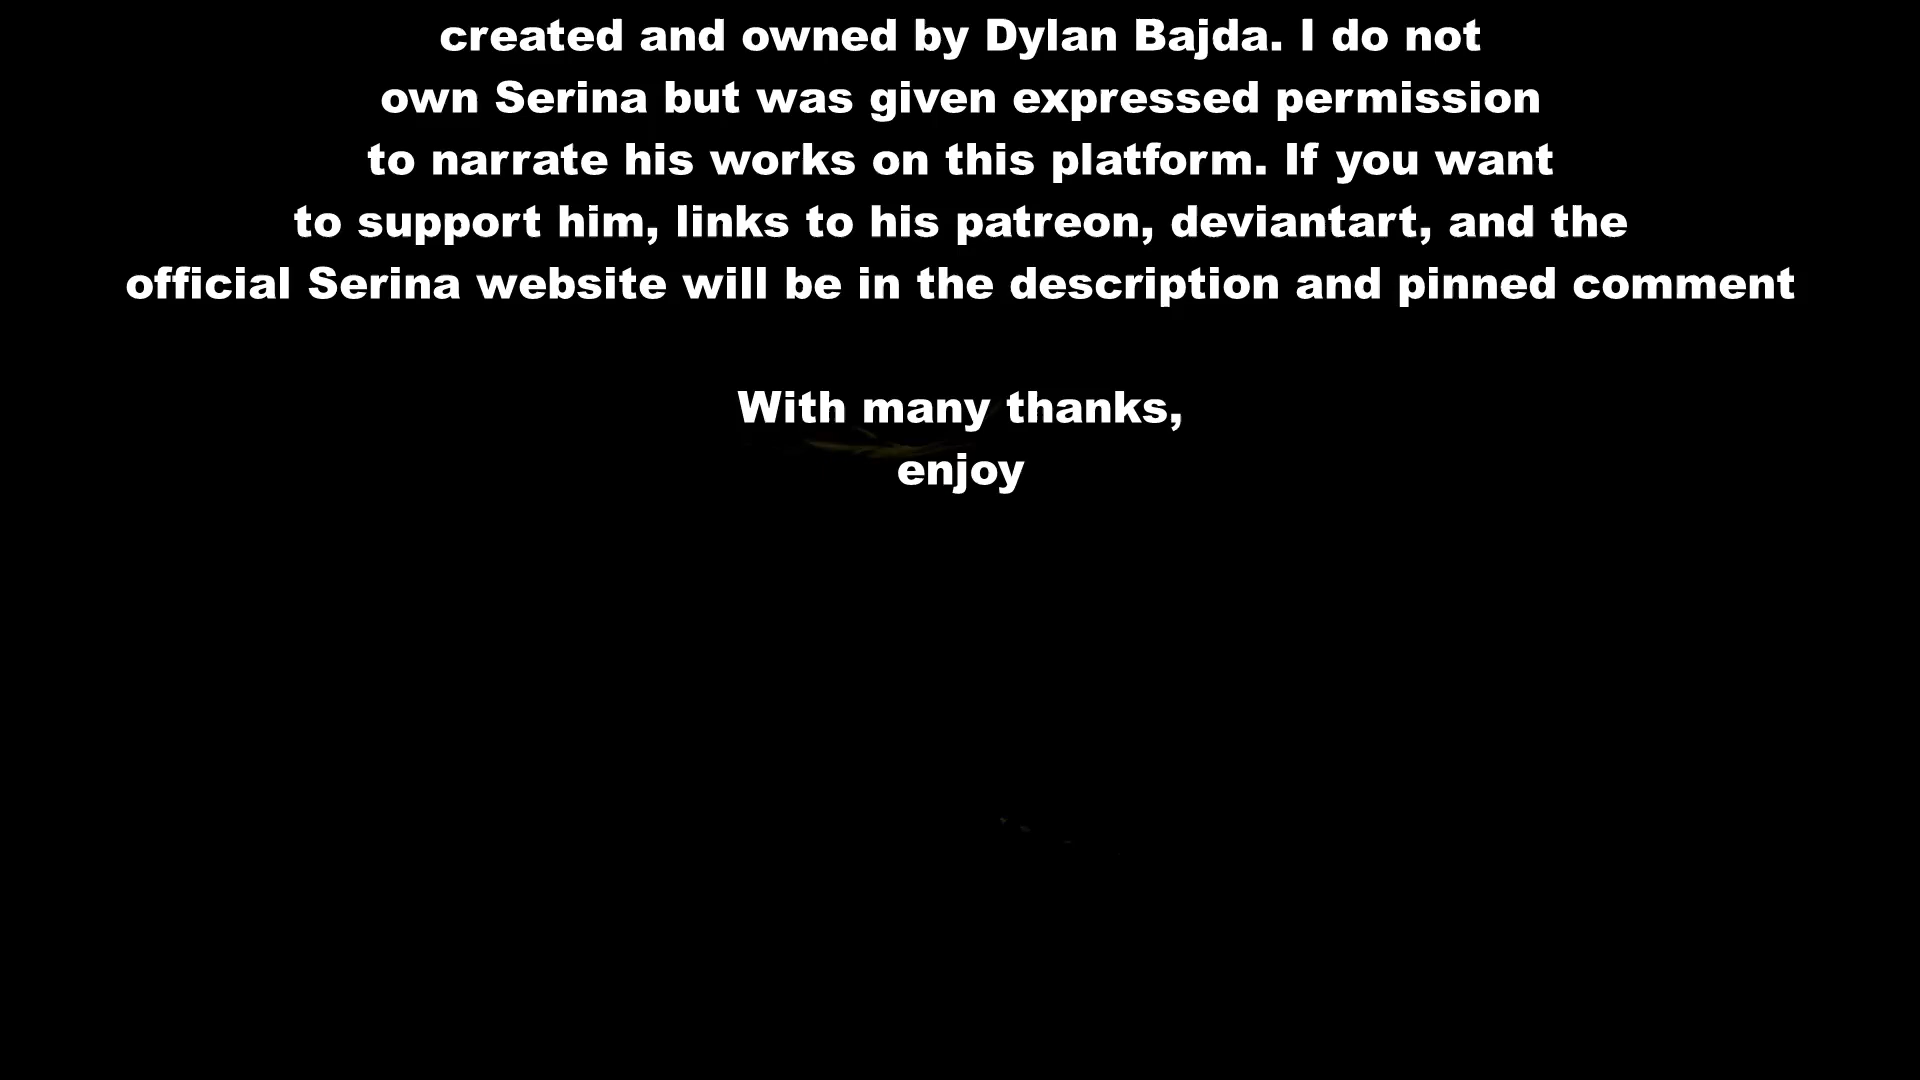 created and owned by Dylan Bajda. I do not
own Serina but was given expressed permission
to narrate his works on this platform. If you want
to support him, links to his patreon, deviantart, and the
official Serina website will be in the description and pinned comment
With many thanks,
enjoy